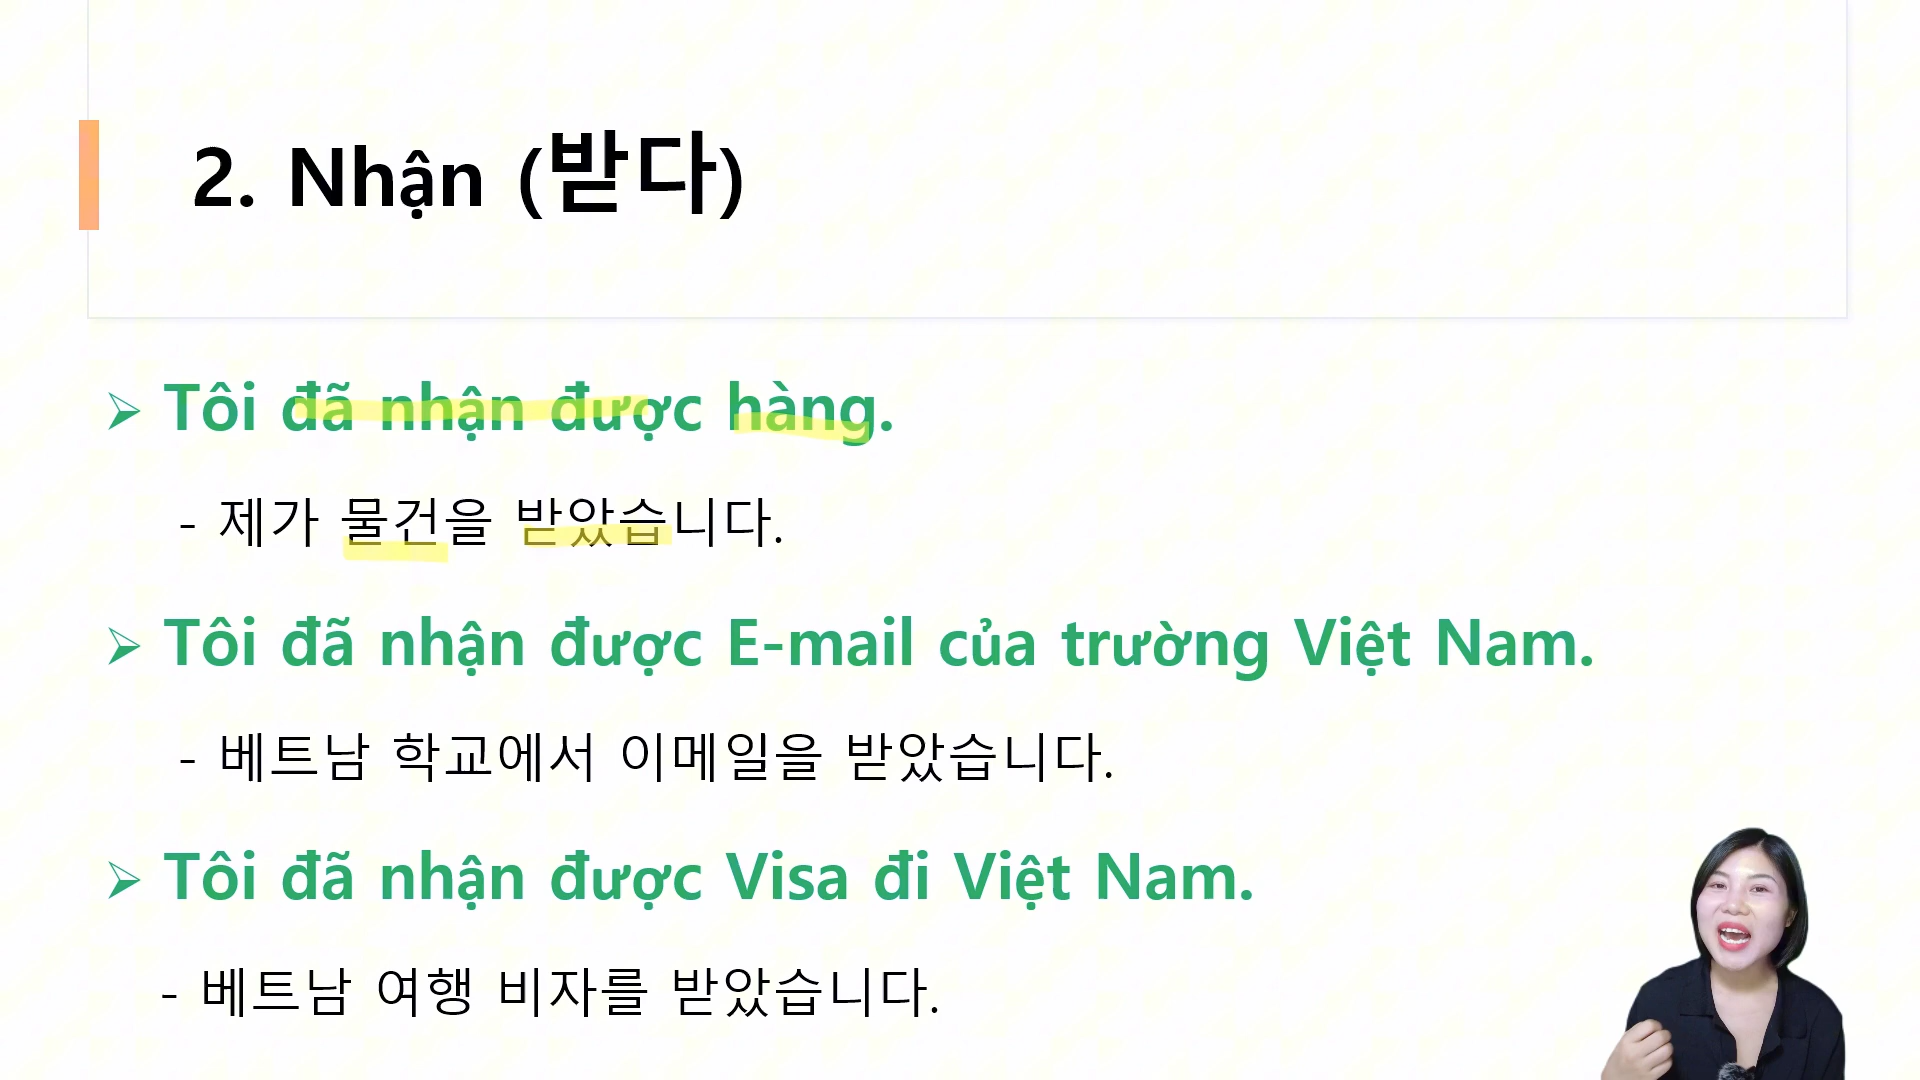 2. Nhận (받다)
➢ Tôi đã nhận được hàng.
- 제가 물건을 받았습니다.
➢ Tôi đã nhận được E-mail của trường Việt Nam.
- 베트남 학교에서 이메일을 받았습니다.
➢ Tôi đã nhận được Visa đi Việt Nam.
- 베트남 여행 비자를 받았습니다.